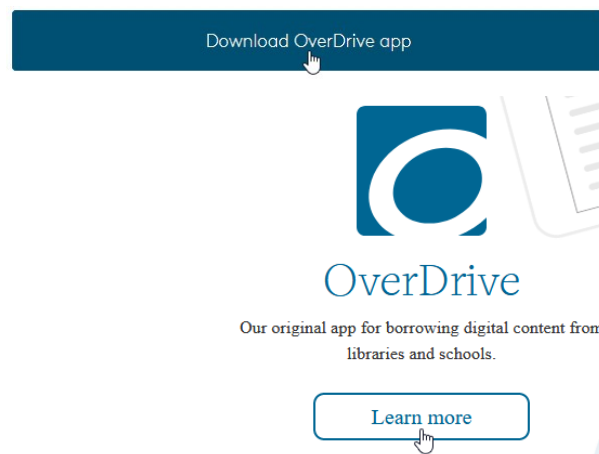 Download OverDrive app
OverDrive
Our original app for borrowing digital content from
libraries and schools.
Learn more